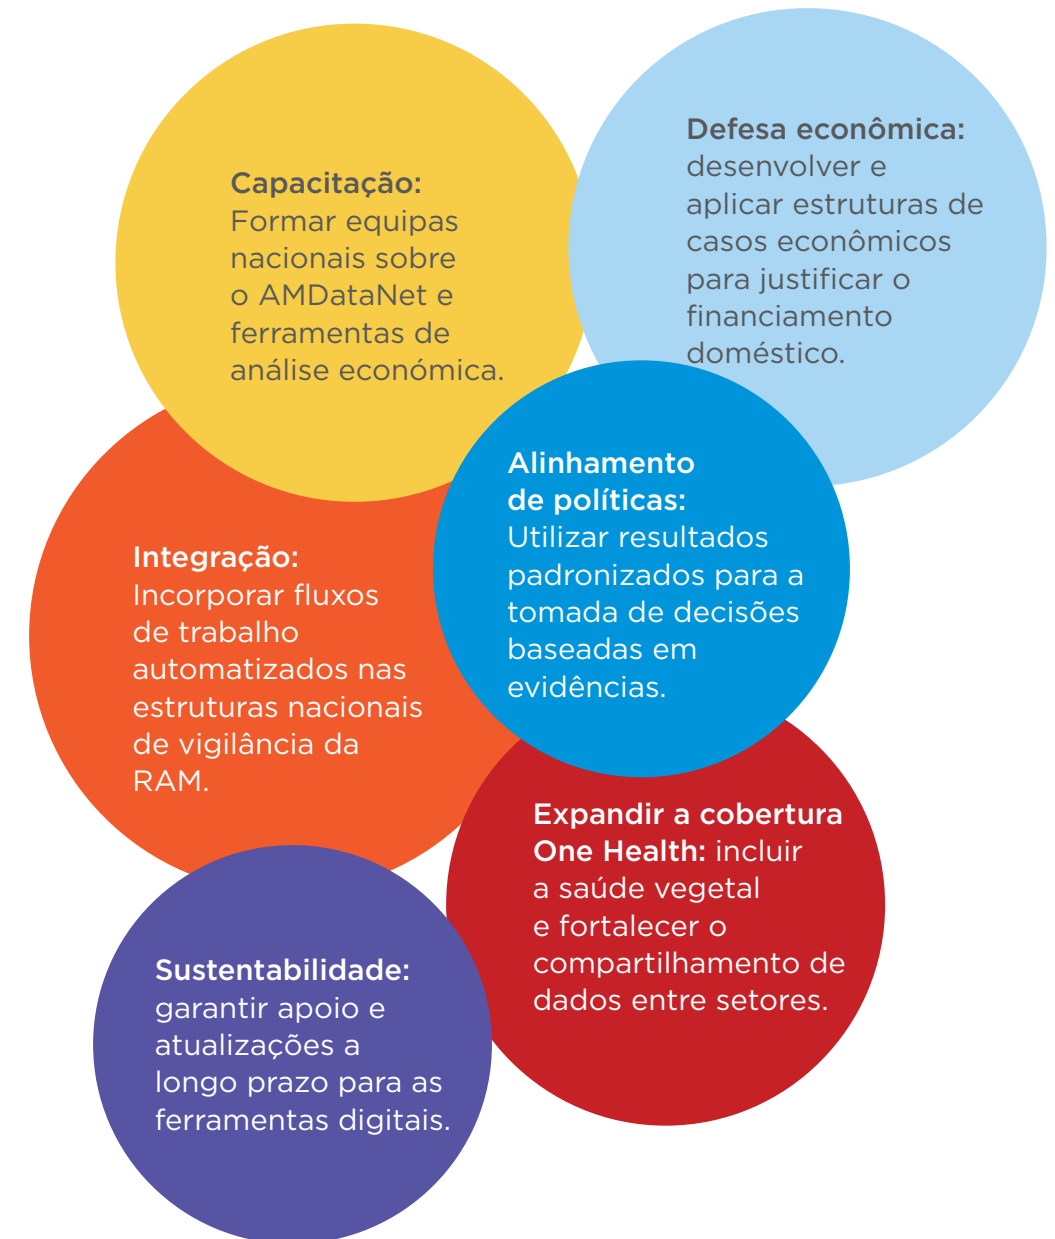 Capacitação:
Formar equipas
nacionais sobre
o AMDataNet e
ferramentas de
análise económica.
Defesa econômica:
desenvolver e
aplicar estruturas de
casos econômicos
para justificar o
financiamento
doméstico.
Alinhamento
de políticas:
Utilizar resultados
padronizados para a
tomada de decisões
baseadas em
evidências.
Integração:
Incorporar fluxos
de trabalho
automatizados nas
estruturas nacionais
de vigilância da
RAM.
Expandir a cobertura
One Health: incluir
a saúde vegetal
e fortalecer o
compartilhamento de
dados entre setores.
Sustentabilidade:
garantir apoio e
atualizações a
longo prazo para as
ferramentas digitais.